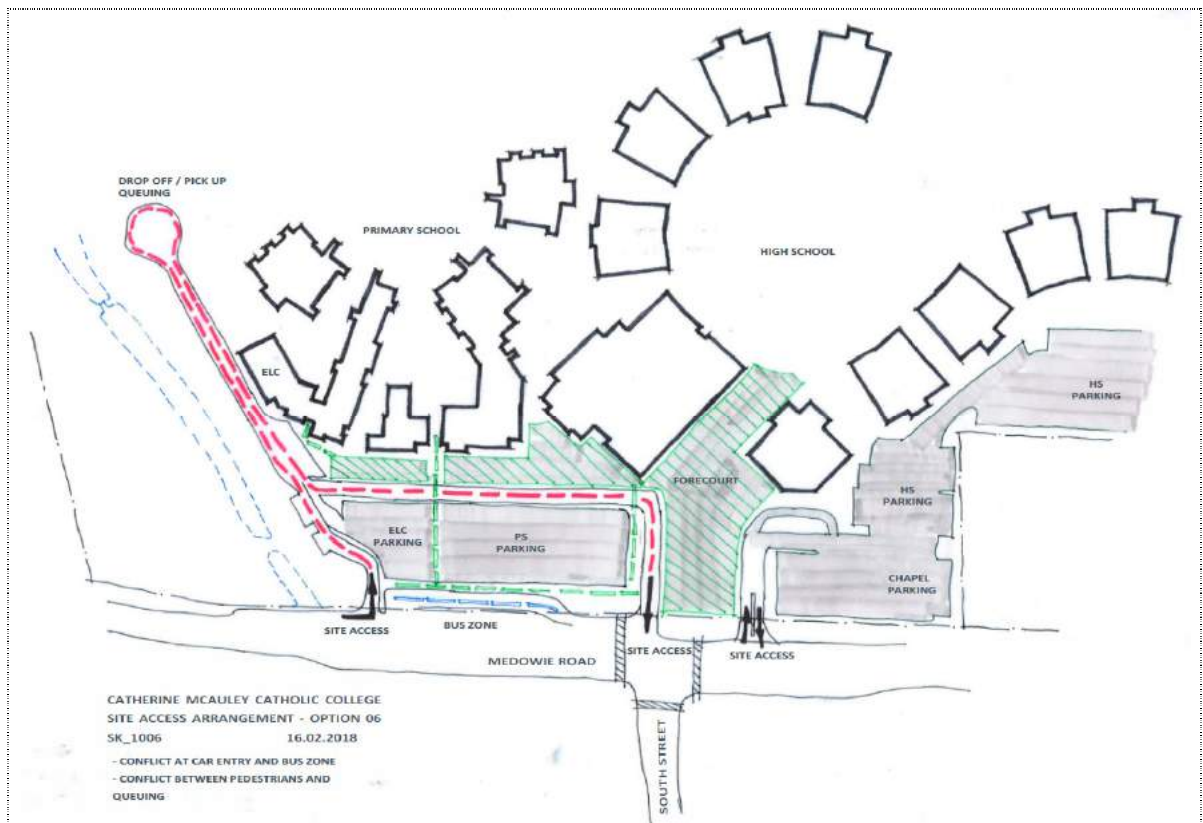 DROP OFF / PICK UP
QUEUING
PRIMARY SCHOOL
HIGH SCHOOL
ELC
HS
PARKING
FORECOURT
HS
PARKING
ELC
PARKING
PS
PARKING
CHAPEL
PARKING
SITE ACCESS
BUS ZONE
SITE ACCESS
SITE ACCESS
MEDOWIE ROAD
SOUTH STREET
CATHERINE MCAULEY CATHOLIC COLLEGE
SITE ACCESS ARRANGEMENT - OPTION 06
SK_1006 16.02.2018
- CONFLICT AT CAR ENTRY AND BUS ZONE
- CONFLICT BETWEEN PEDESTRIANS AND
QUEUING